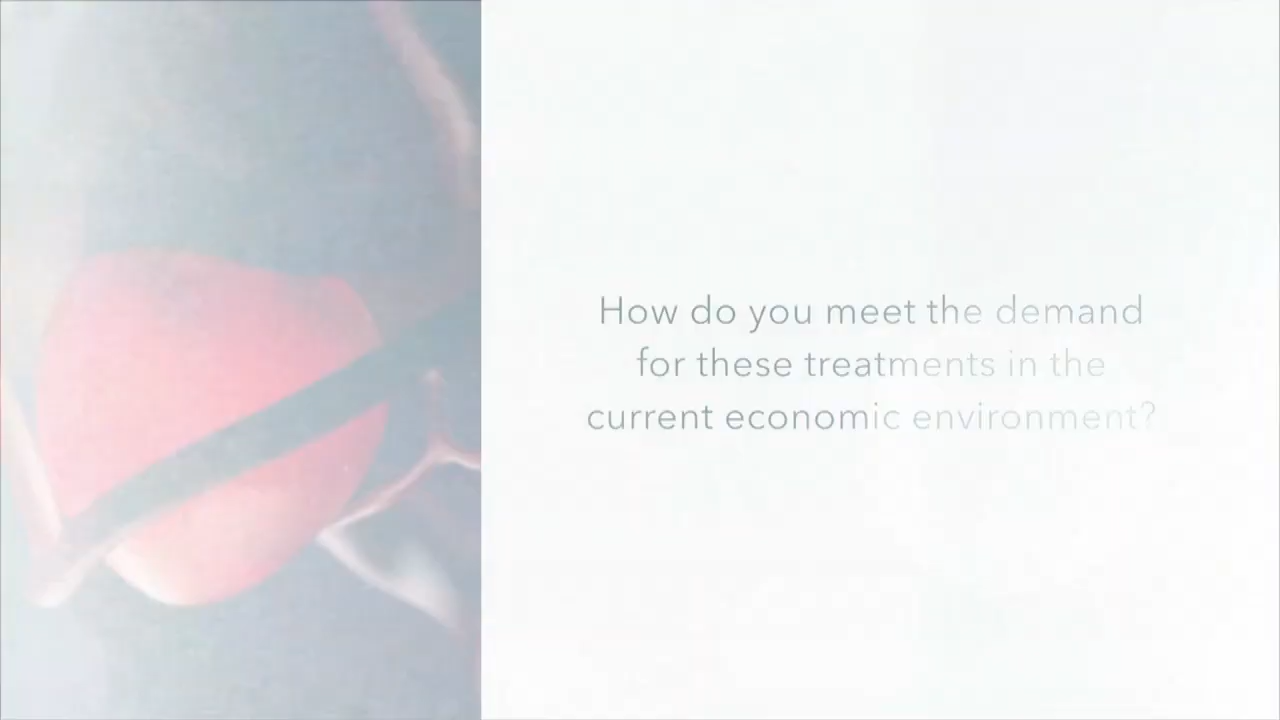 How do you meet the demand
for these treatments in the
current economic environment?